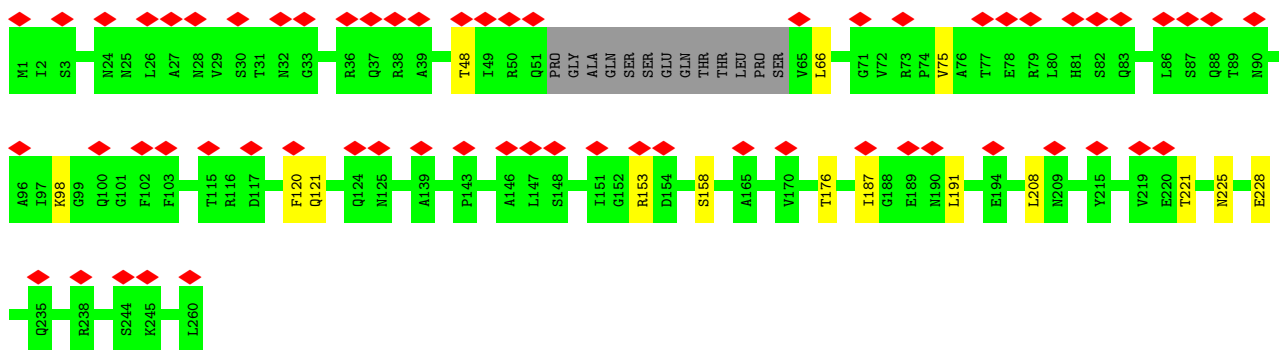 M1 I2 S3 N24 N25 L26 A27 N28 V29 S30 T31 N32 G33 R36 Q37 R38 A39 T48 I49 R50 Q51 PRO GLY ALA GLN SER SER GLU GLN THR THR LEU PRO SER V65 L66 G71 V72 R73 P74 V75 A76 T77 E78 R79 L80 H81 S82 Q83 L86 S87 Q88 T89 N90
A96 I97 K98 G99 Q100 G101 F102 F103 T115 R116 D117 F120 Q121 Q124 N125 A139 P143 A146 L147 S148 I151 G152 R153 D154 S158 A165 V170 T176 I187 G188 E189 N190 L191 E194 L208 N209 Y215 V219 E220 T221 N225 E228
Q235 R238 S244 K245 L260